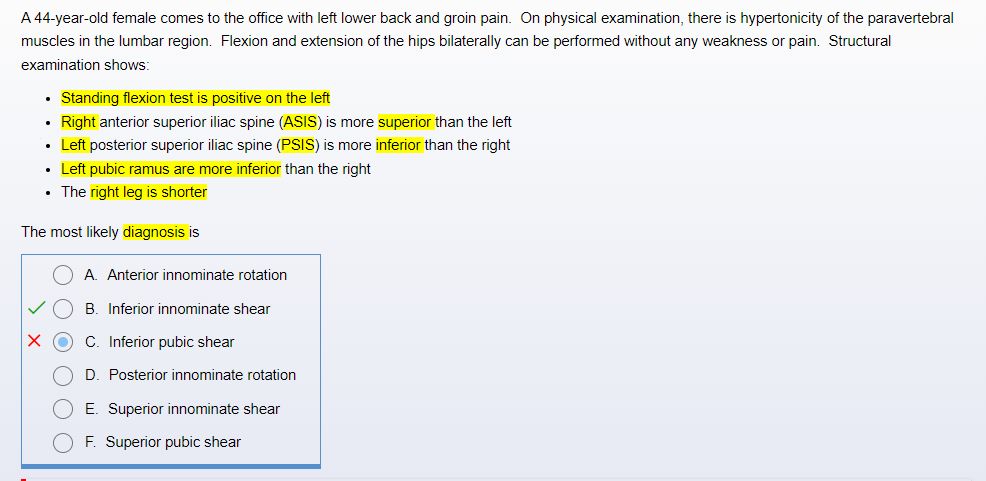 A 44-year-old female comes to the office with left lower back and groin pain.  On physical examination, there is hypertonicity of the paravertebral
muscles in the lumbar region.  Flexion and extension of the hips bilaterally can be performed without any weakness or pain.  Structural
examination shows:
• Standing flexion test is positive on the left
• Right anterior superior iliac spine (ASIS) is more superior than the left
• Left posterior superior iliac spine (PSIS) is more inferior than the right
• Left pubic ramus are more inferior than the right
• The right leg is shorter
The most likely diagnosis is
A. Anterior innominate rotation
B. Inferior innominate shear
C. Inferior pubic shear
D. Posterior innominate rotation
E. Superior innominate shear
F. Superior pubic shear